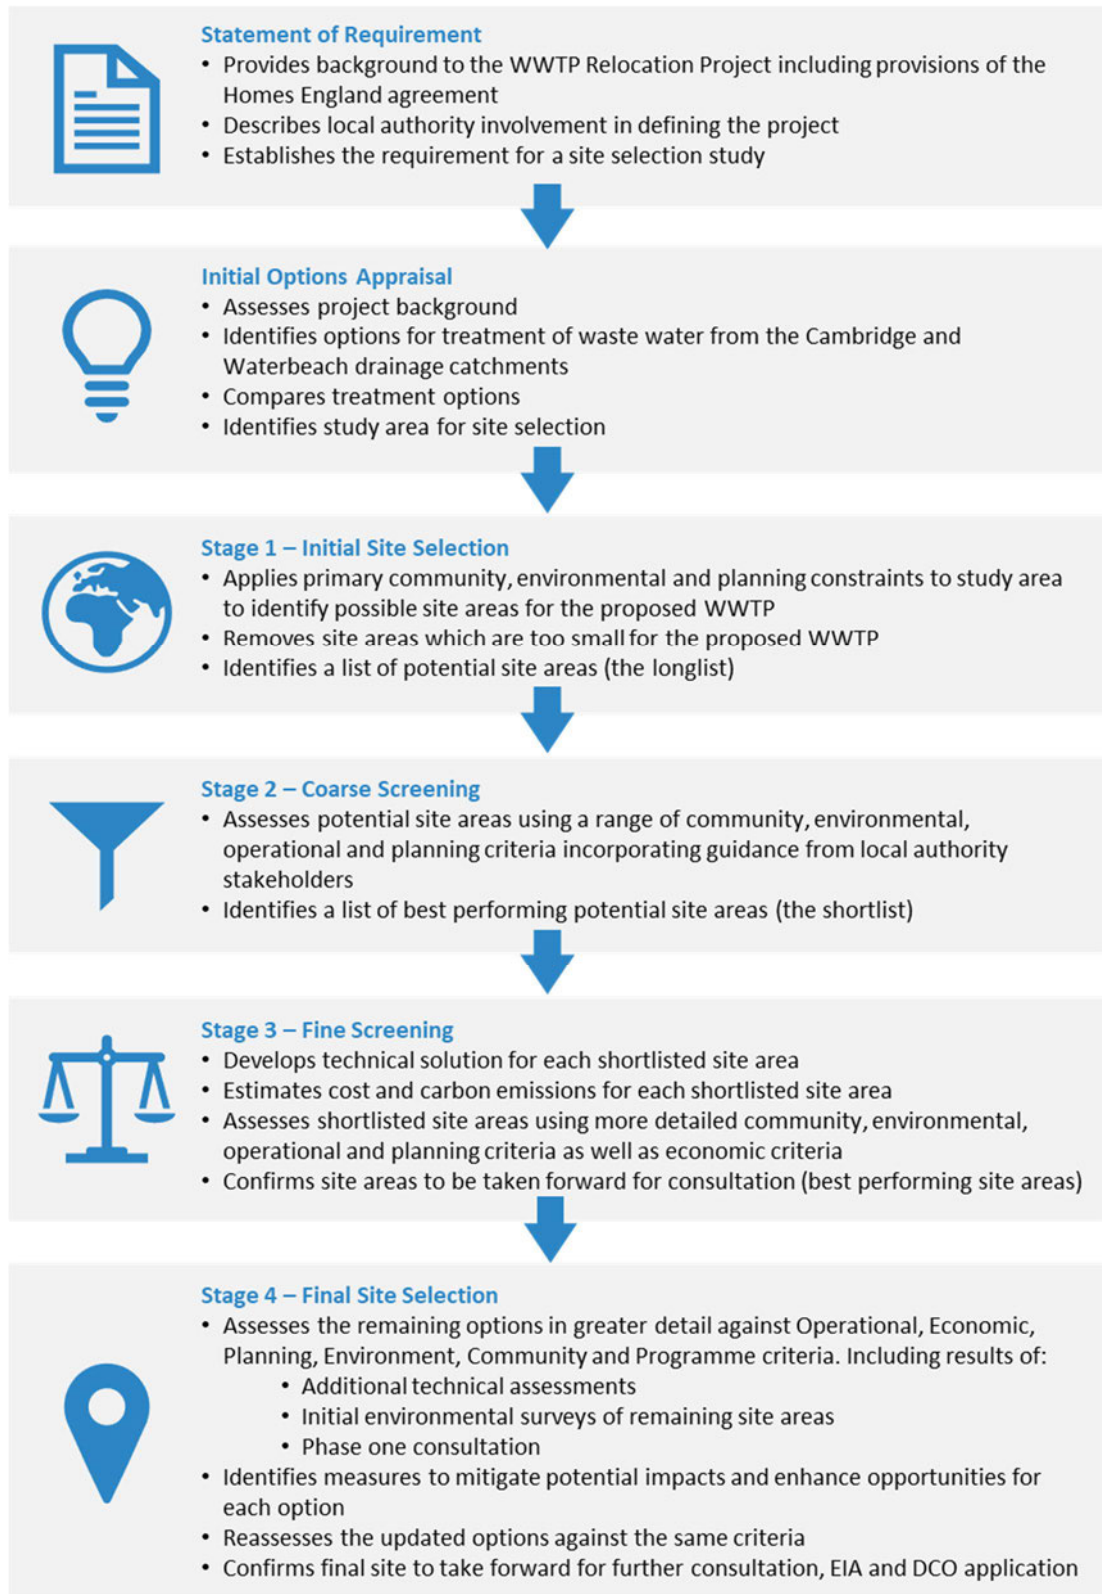 Statement of Requirement
• Provides background to the WWTP Relocation Project including provisions of the
Homes England agreement
• Describes local authority involvement in defining the project
• Establishes the requirement for a site selection study
Initial Options Appraisal
• Assesses project background
• Identifies options for treatment of waste water from the Cambridge and
Waterbeach drainage catchments
• Compares treatment options
• Identifies study area for site selection
Stage 1 – Initial Site Selection
• Applies primary community, environmental and planning constraints to study area
to identify possible site areas for the proposed WWTP
• Removes site areas which are too small for the proposed WWTP
• Identifies a list of potential site areas (the longlist)
Stage 2 – Coarse Screening
• Assesses potential site areas using a range of community, environmental,
operational and planning criteria incorporating guidance from local authority
stakeholders
• Identifies a list of best performing potential site areas (the shortlist)
Stage 3 – Fine Screening
• Develops technical solution for each shortlisted site area
• Estimates cost and carbon emissions for each shortlisted site area
• Assesses shortlisted site areas using more detailed community, environmental,
operational and planning criteria as well as economic criteria
• Confirms site areas to be taken forward for consultation (best performing site areas)
Stage 4 – Final Site Selection
• Assesses the remaining options in greater detail against Operational, Economic,
Planning, Environment, Community and Programme criteria. Including results of:
• Additional technical assessments
• Initial environmental surveys of remaining site areas
• Phase one consultation
• Identifies measures to mitigate potential impacts and enhance opportunities for
each option
• Reassesses the updated options against the same criteria
• Confirms final site to take forward for further consultation, EIA and DCO application